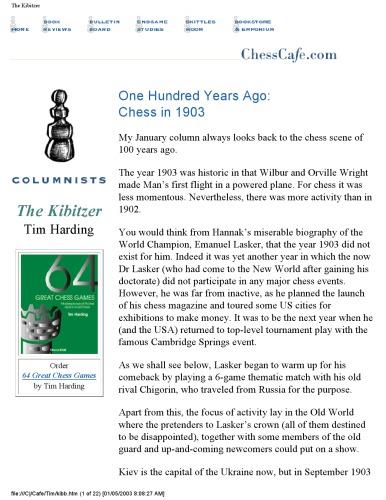 The Kibitzer
HOME
BOOK REVIEWS
BULLETIN BOARD
ENDGAME STUDIES
SKITTLES ROOM
BOOKSTORE & EMPORIUM
ChessCafe.com
COLUMNISTS
The Kibitzer
Tim Harding
64
GREAT CHESS GAMES
Tim Harding
Order
64 Great Chess Games
by Tim Harding
One Hundred Years Ago:
Chess in 1903
My January column always looks back to the chess scene of
100 years ago.
The year 1903 was historic in that Wilbur and Orville Wright
made Man's first flight in a powered plane. For chess it was
less momentous. Nevertheless, there was more activity than in
1902.
You would think from Hannak's miserable biography of the
World Champion, Emanuel Lasker, that the year 1903 did not
exist for him. Indeed it was yet another year in which the now
Dr Lasker (who had come to the New World after gaining his
doctorate) did not participate in any major chess events.
However, he was far from inactive, as he planned the launch
of his chess magazine and toured some US cities for
exhibitions to make money. It was to be the next year when he
(and the USA) returned to top-level tournament play with the
famous Cambridge Springs event.
As we shall see below, Lasker began to warm up for his
comeback by playing a 6-game thematic match with his old
rival Chigorin, who traveled from Russia for the purpose.
Apart from this, the focus of activity lay in the Old World
where the pretenders to Lasker's crown (all of them destined
to be disappointed), together with some members of the old
guard and up-and-coming newcomers could put on a show.
Kiev is the capital of the Ukraine now, but in September 1903
file:///C|/Cafe/Tim/kibb.htm (1 of 22) [01/05/2003 8:08:27 AM]